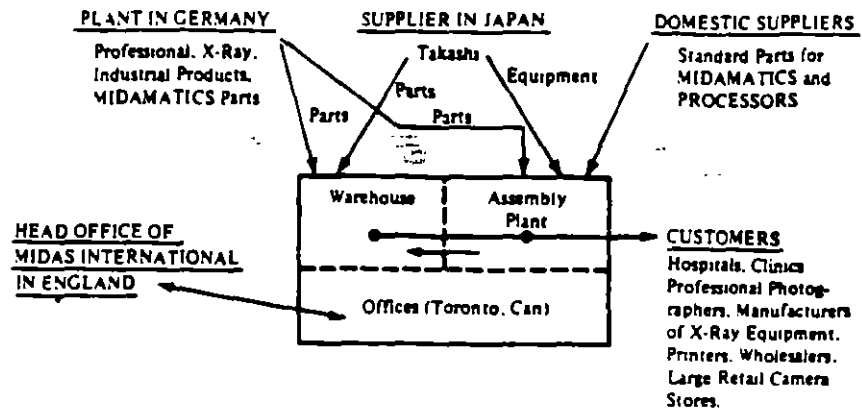 PLANT IN GERMANY
Professional, X-Ray,
Industrial Products,
MIDAMATICS Parts
SUPPLIER IN JAPAN
Takasha
DOMESTIC SUPPLIERS
Standard Parts for
MIDAMATICS and
PROCESSORS
Equipment
Parts
Parts
Parts
Warehouse
Assembly
Plant
HEAD OFFICE OF
MIDAS INTERNATIONAL
IN ENGLAND
Offices (Toronto, Can)
CUSTOMERS
Hospitals, Clinics
Professional Photog-
raphers, Manufacturers
of X-Ray Equipment,
Printers, Wholesalers,
Large Retail Camera
Stores.